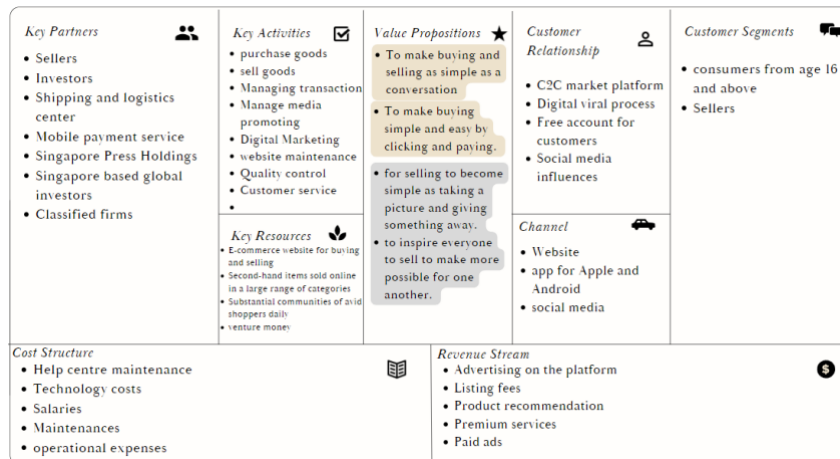 Key Partners
• Sellers
• Investors
• Shipping and logistics
center
• Mobile payment service
• Singapore Press Holdings
• Singapore based global
investors
• Classified firms
Key Activities
• purchase goods
• sell goods
• Managing transaction
• Manage media
promoting
• Digital Marketing
• website maintenance
• Quality control
• Customer service
•
Key Resources
• E-commerce website for buying
and selling
• Second-hand items sold online
in a large range of categories
• Substantial communities of avid
shoppers daily
• venture money
Value Propositions
• To make buying and
selling as simple as a
conversation
• To make buying
simple and easy by
clicking and paying.
• for selling to become
simple as taking a
picture and giving
something away.
• to inspire everyone
to sell to make more
possible for one
another.
Customer
Relationship
• C2C market platform
• Digital viral process
• Free account for
customers
• Social media
influences
Channel
• Website
• app for Apple and
Android
• social media
Customer Segments
• consumers from age 16
and above
• Sellers
Cost Structure
• Help centre maintenance
• Technology costs
• Salaries
• Maintenances
• operational expenses
Revenue Stream
$
• Advertising on the platform
• Listing fees
• Product recommendation
• Premium services
• Paid ads